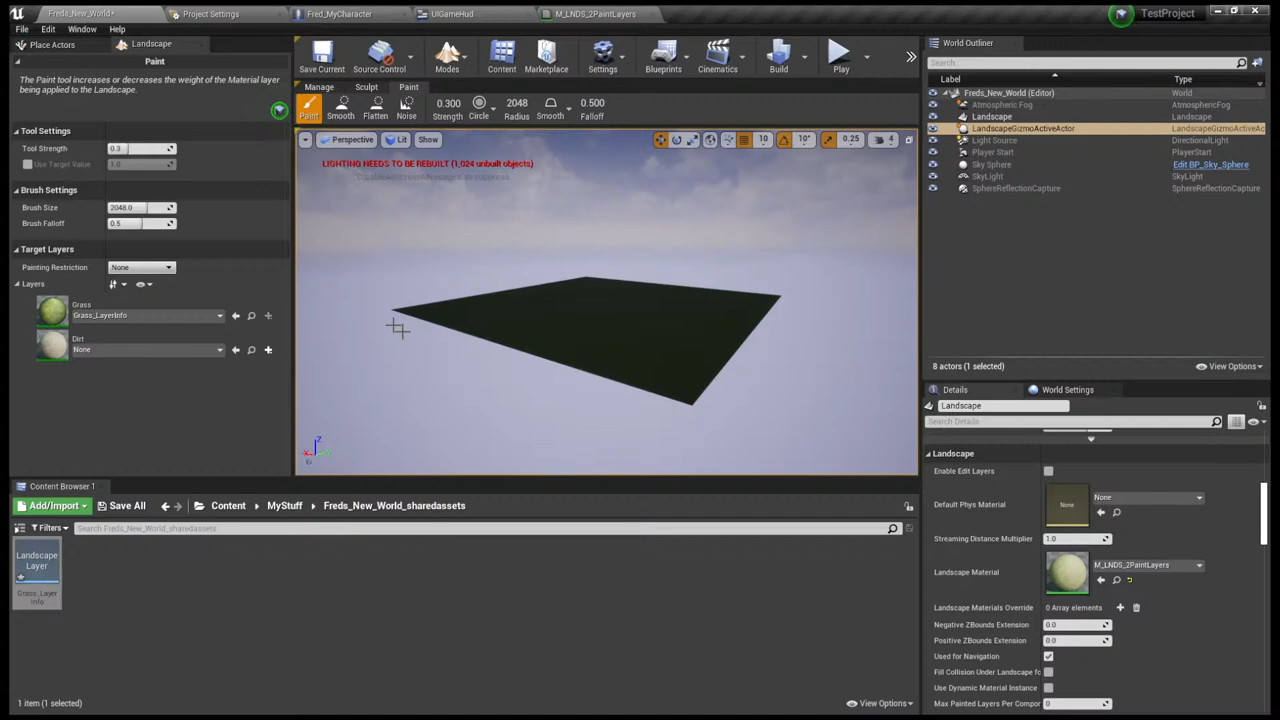 Freds_New_World*
Project Settings
Fred_MyCharacter
UIGameHud
M_LNDS_2PaintLayers
TestProject
File Edit Window Help
Place Actors
Landscape
Paint
The Paint tool increases or decreases the weight of the Material layer
being applied to the Landscape.
Tool Settings
Tool Strength 0.3
Use Target Value 1.0
Brush Settings
Brush Size 2048.0
Brush Falloff 0.5
Target Layers
Painting Restriction None
Layers
Grass
Grass_LayerInfo
Dirt
None
Save Current Source Control Modes Content Marketplace Settings Blueprints Cinematics Build Play
Manage Sculpt Paint
Paint Smooth Flatten Noise
0.300 2048 0.500
Strength Circle Radius Smooth Falloff
Perspective Lit Show 10 10° 0.25 4
LIGHTING NEEDS TO BE REBUILT (1,024 unbuilt objects)
'DisableAllScreenMessages' to suppress
Z
World Outliner
Search...
Label Type
Freds_New_World (Editor) World
Atmospheric Fog AtmosphericFog
Landscape Landscape
LandscapeGizmoActiveActor LandscapeGizmoActiveAc
Light Source DirectionalLight
Player Start PlayerStart
Sky Sphere Edit BP_Sky_Sphere
SkyLight SkyLight
SphereReflectionCapture SphereReflectionCapture
8 actors (1 selected) View Options
Details World Settings
Landscape
Search Details
Landscape
Enable Edit Layers
Default Phys Material None None
Streaming Distance Multiplier 1.0
Landscape Material M_LNDS_2PaintLayers
Landscape Materials Override 0 Array elements
Negative ZBounds Extension 0.0
Positive ZBounds Extension 0.0
Used for Navigation
Fill Collision Under Landscape fo
Use Dynamic Material Instance
Max Painted Layers Per Compor 0
Content Browser 1
Add/Import Save All Content MyStuff Freds_New_World_sharedassets
Filters Search Freds_New_World_sharedassets
Landscape
Layer
Grass_Layer
Info
1 item (1 selected) View Options